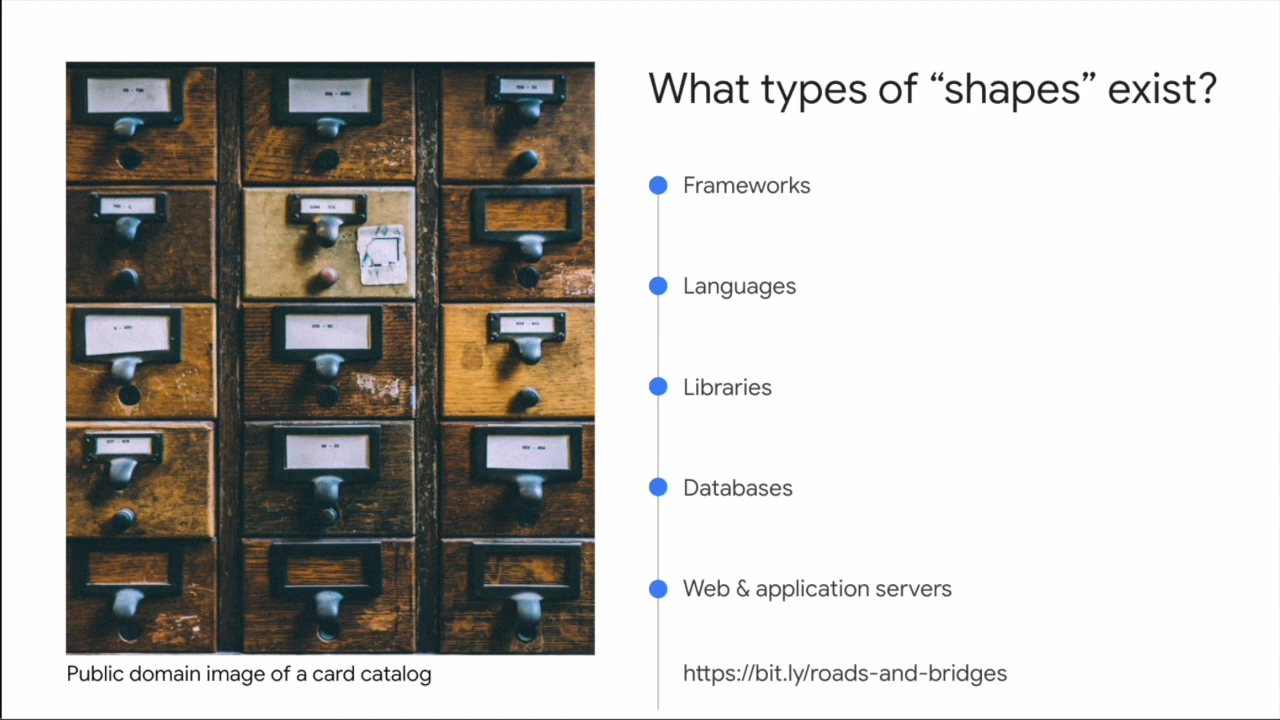 What types of “shapes” exist?
Frameworks
Languages
Libraries
Databases
Web & application servers
https://bit.ly/roads-and-bridges
Public domain image of a card catalog